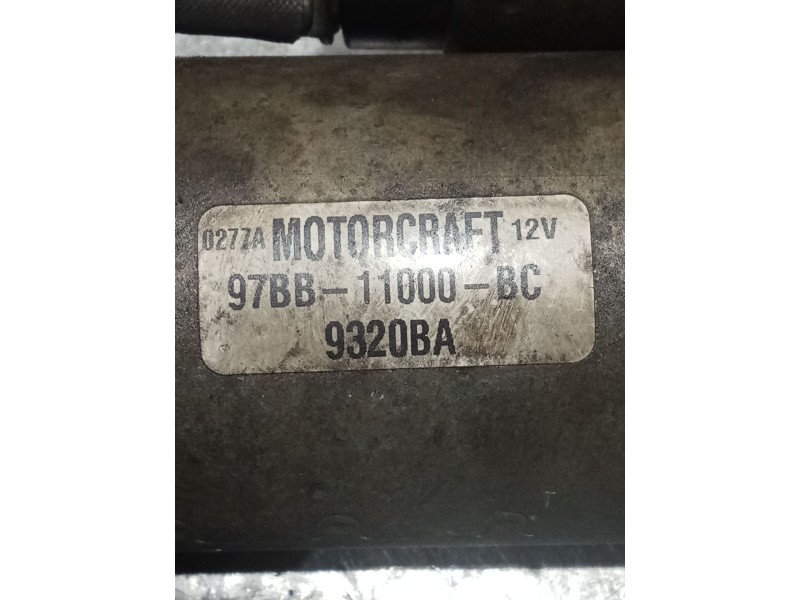 0277A MOTORCRAFT 12V
97BB-11000-BC
9320BA